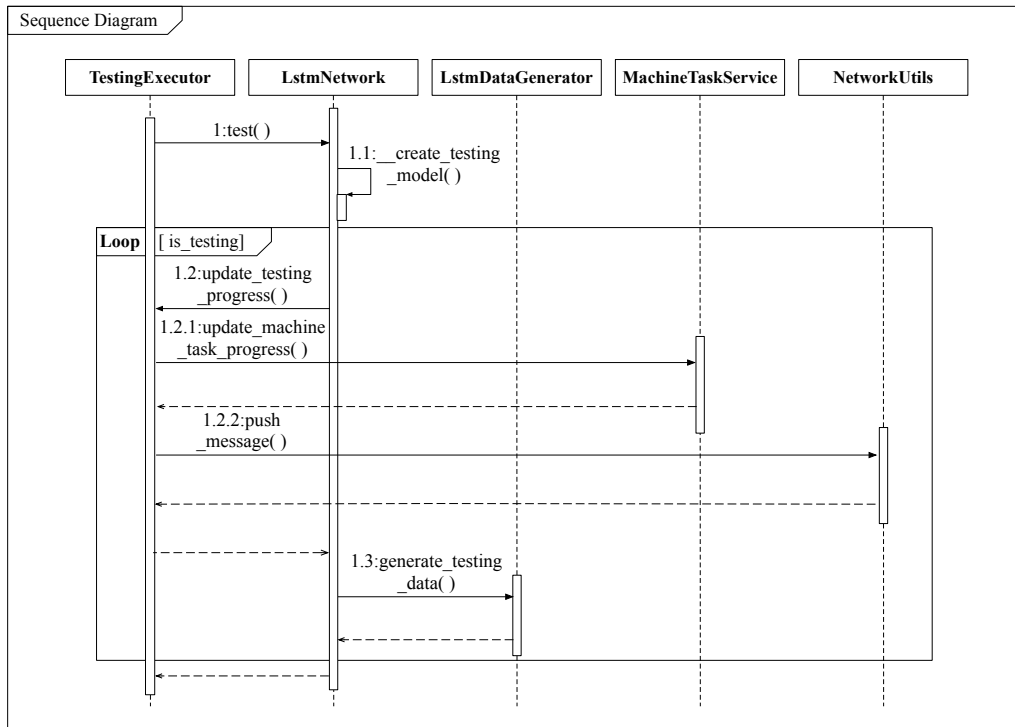 Sequence Diagram
TestingExecutor
LstmNetwork
LstmDataGenerator
MachineTaskService
NetworkUtils
1:test( )
1.1:__create_testing
_model( )
Loop
[ is_testing]
1.2:update_testing
_progress( )
1.2.1:update_machine
_task_progress( )
1.2.2:push
_message( )
1.3:generate_testing
_data( )